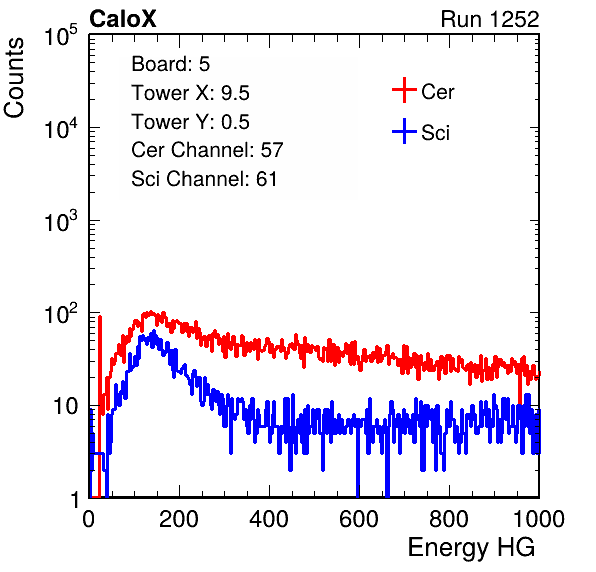 CaloX Run 1252
Counts
10^5
10^4
10^3
10^2
10
1
Board: 5
Tower X: 9.5
Tower Y: 0.5
Cer Channel: 57
Sci Channel: 61
Cer
Sci
0 200 400 600 800 1000
Energy HG